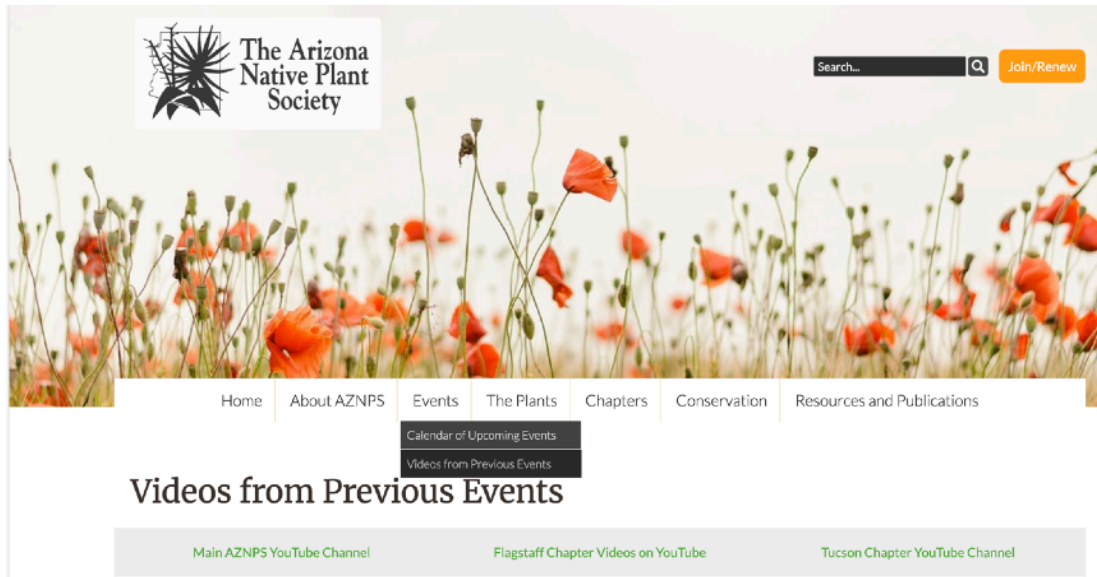 The Arizona
Native Plant
Society
Search...
Join/Renew
Home About AZNPS Events The Plants Chapters Conservation Resources and Publications
Calendar of Upcoming Events
Videos from Previous Events
Videos from Previous Events
Main AZNPS YouTube Channel Flagstaff Chapter Videos on YouTube Tucson Chapter YouTube Channel